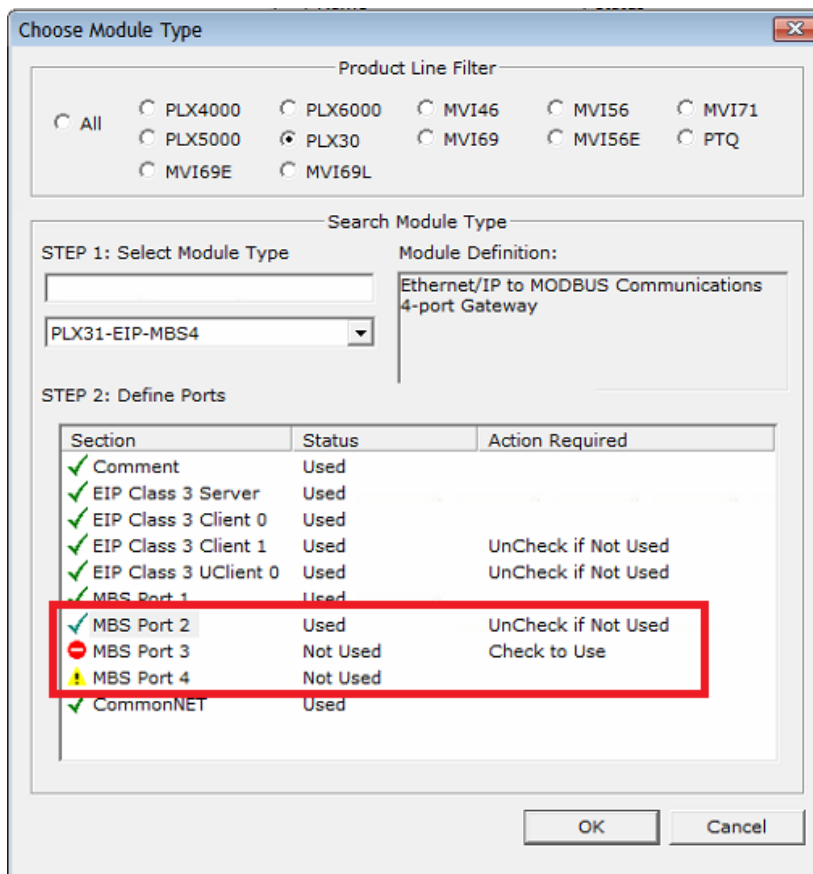 Choose Module Type
Product Line Filter
All
PLX4000 PLX6000 MVI46 MVI56 MVI71
PLX5000 PLX30 MVI69 MVI56E PTQ
MVI69E MVI69L
Search Module Type
STEP 1: Select Module Type Module Definition:
Ethernet/IP to MODBUS Communications
4-port Gateway
PLX31-EIP-MBS4
STEP 2: Define Ports
Section Status Action Required
Comment Used
EIP Class 3 Server Used
EIP Class 3 Client 0 Used
EIP Class 3 Client 1 Used UnCheck if Not Used
EIP Class 3 UClient 0 Used UnCheck if Not Used
MBS Port 1 Used
MBS Port 2 Used UnCheck if Not Used
MBS Port 3 Not Used Check to Use
MBS Port 4 Not Used
CommonNET Used
OK Cancel